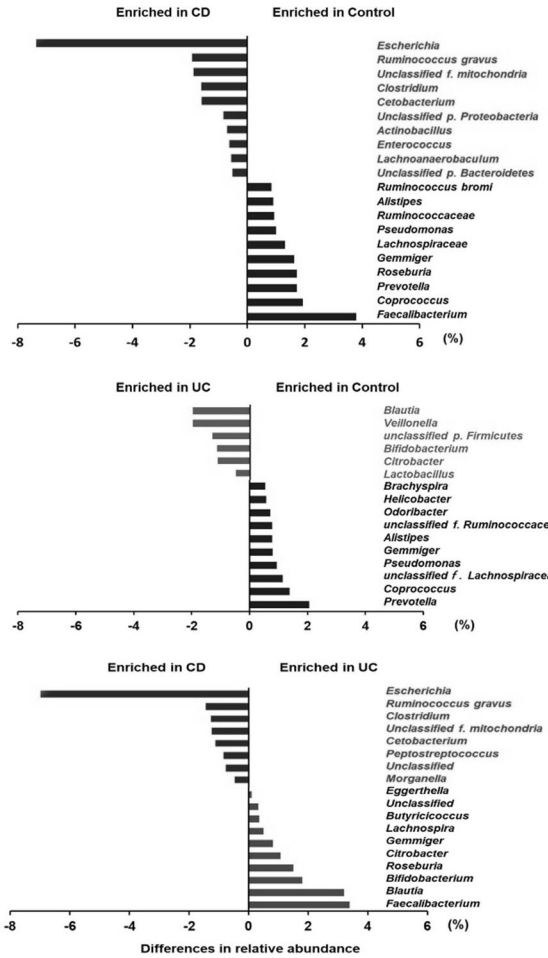 Enriched in CD Enriched in Control
Escherichia
Ruminococcus gravus
Unclassified f. mitochondria
Clostridium
Cetobacterium
Unclassified p. Proteobacteria
Actinobacillus
Enterococcus
Lachnoanaerobaculum
Unclassified p. Bacteroidetes
Ruminococcus bromi
Alistipes
Ruminoccaceae
Pseudomonas
Lachnospiraceae
Gemmiger
Roseburia
Prevotella
Coprococcus
Faecalibacterium
-8 -6 -4 -2 0 2 4 6 (%)
Enriched in UC Enriched in Control
Blautia
Veillonella
unclassified p. Firmicutes
Bifidobacterium
Citrobacter
Lactobacillus
Brachyspira
Helicobacter
Odoribacter
unclassified f. Ruminococcace
Alistipes
Gemmiger
Pseudomonas
unclassified f. Lachnospiracea
Coprococcus
Prevotella
-8 -6 -4 -2 0 2 4 6 (%)
Enriched in CD Enriched in UC
Escherichia
Ruminococcus gravus
Clostridium
Unclassified f. mitochondria
Cetobacterium
Peptostreptococcus
Unclassified
Morganella
Eggerthella
Unclassified
Butyricicoccus
Lachnospira
Gemmiger
Citrobacter
Roseburia
Bifidobacterium
Blautia
Faecalibacterium
-8 -6 -4 -2 0 2 4 6 (%)
Differences in relative abundance